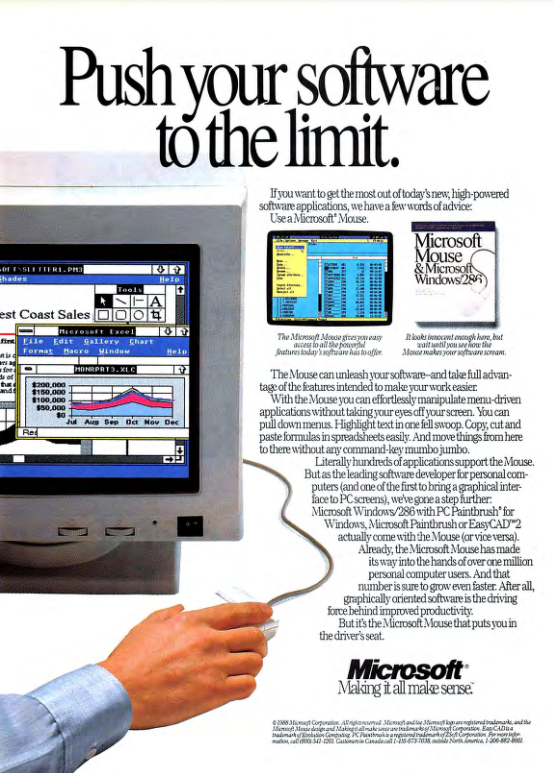 Push your software
to the limit.
If you want to get the most out of today's new, high-powered
software applications, we have a few words of advice:
Use a Microsoft® Mouse.
Microsoft
Mouse
& Microsoft
Windows/286
The Microsoft Mouse gives you easy
access to all the powerful
features today's software has to offer.
It looks innocent enough here, but
wait until you see how the
Mouse makes your software scream.
SOFT\SLETTER1.PM3
hades
Help
Tools
A
est Coast Sales
Microsoft Excel
File Edit Gallery Chart
Format Macro Window
Help
MONRPRT3.XLC
$200,000
$150,000
$100,000
$50,000
$0
Jul Aug Sep Oct Nov Dec
The Mouse can unleash your software–and take full advan-
tage of the features intended to make your work easier.
With the Mouse you can effortlessly manipulate menu-driven
applications without taking your eyes off your screen. You can
pull down menus. Highlight text in one fell swoop. Copy, cut and
paste formulas in spreadsheets easily. And move things from here
to there without any command-key mumbo jumbo.
Literally hundreds of applications support the Mouse.
But as the leading software developer for personal com-
puters (and one of the first to bring a graphical inter-
face to PC screens), we've gone a step further:
Microsoft Windows/286 with PC Paintbrush® for
Windows, Microsoft Paintbrush or EasyCAD™2
actually come with the Mouse (or vice versa).
Already, the Microsoft Mouse has made
its way into the hands of over one million
personal computer users. And that
number is sure to grow even faster. After all,
graphically oriented software is the driving
force behind improved productivity.
But it's the Microsoft Mouse that puts you in
the driver's seat.
Microsoft®
Making it all make sense.™
©1988 Microsoft Corporation. All rights reserved. Microsoft and the Microsoft logo are registered trademarks, and the
Microsoft Mouse design and Making it all make sense are trademarks of Microsoft Corporation. EasyCAD is a
trademark of Evolution Computing. PC Paintbrush is a registered trademark of ZSoft Corporation. For more infor-
mation, call (800) 541-1261. Customers in Canada call 1-416-673-7638, outside North America, 1-206-882-8661.